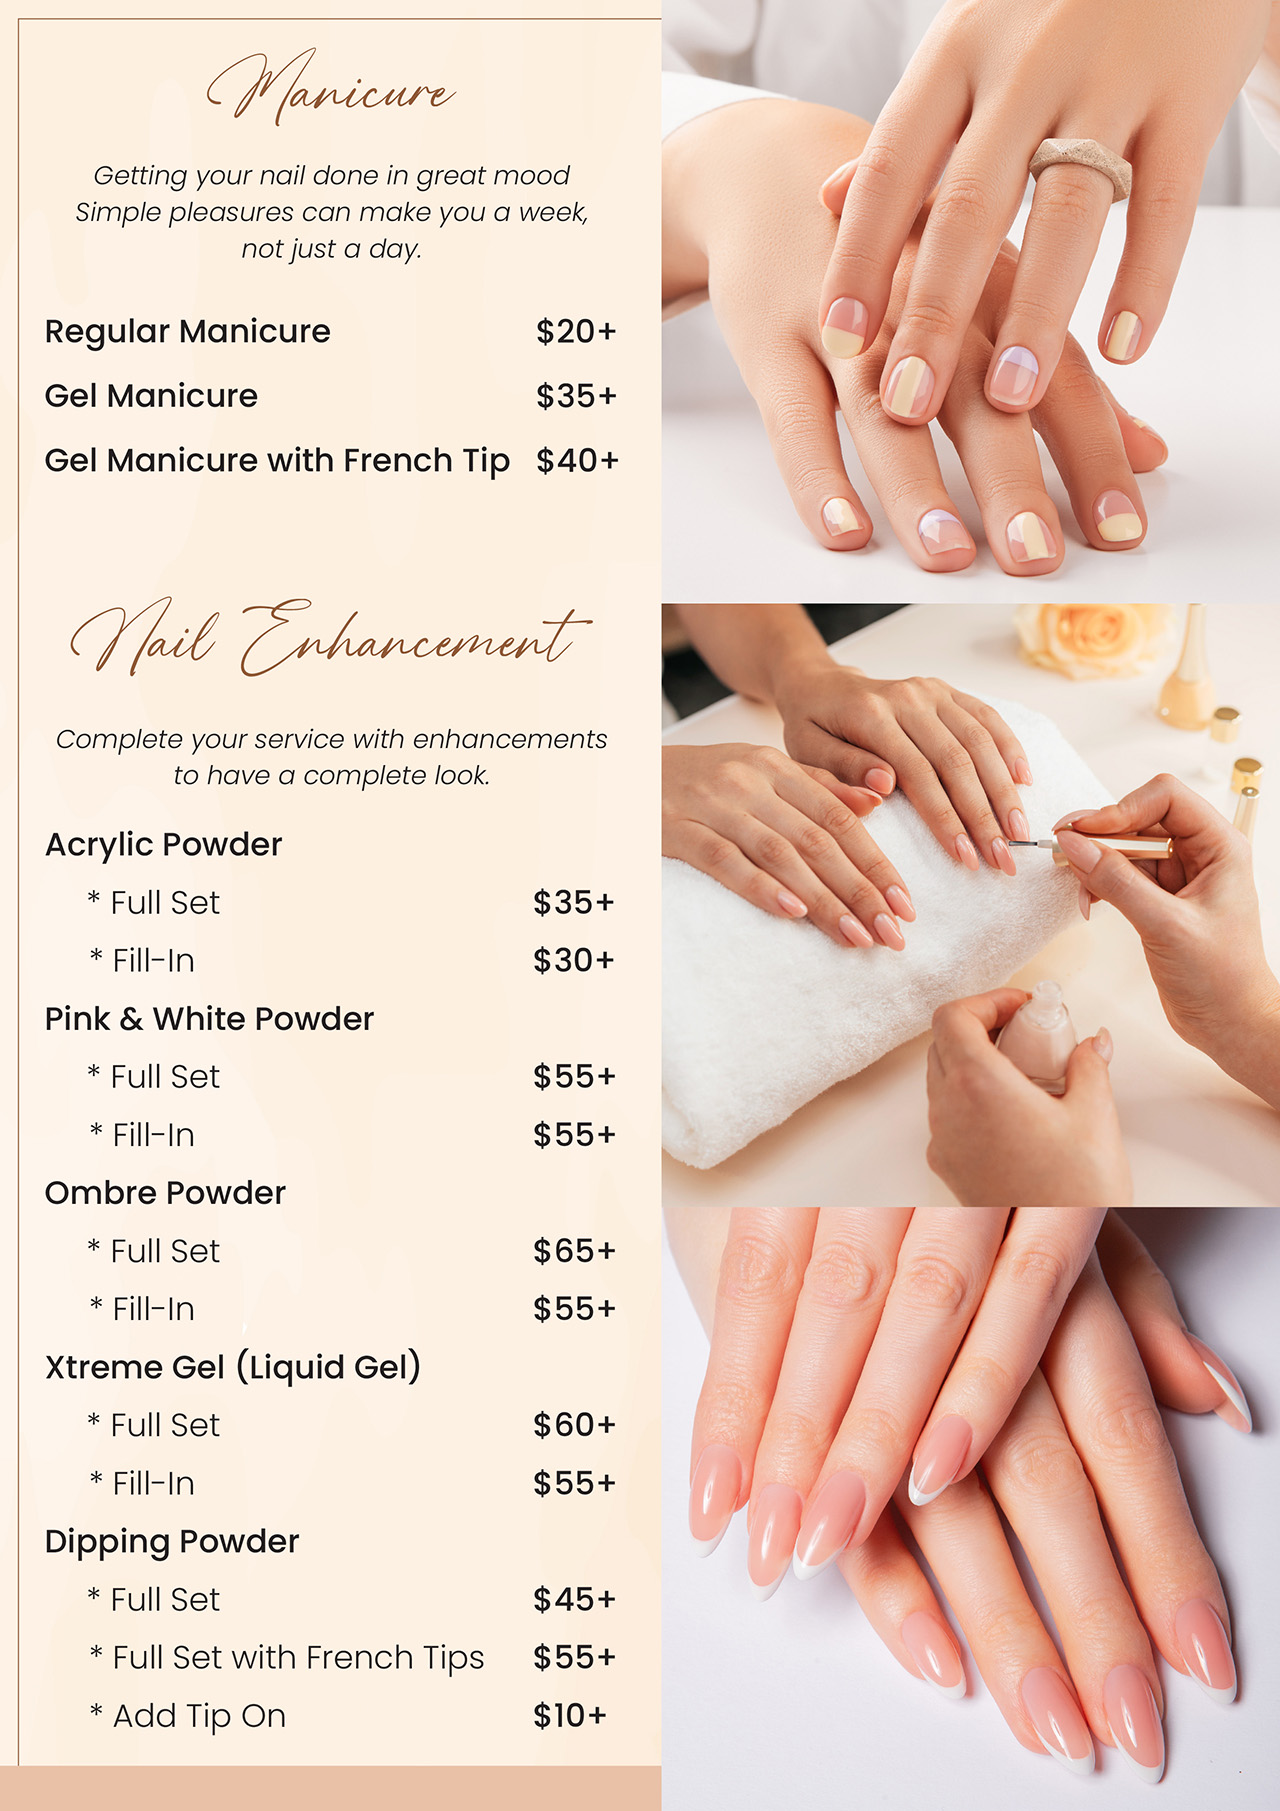 Manicure
Getting your nail done in great mood
Simple pleasures can make you a week,
not just a day.
Regular Manicure $20+
Gel Manicure $35+
Gel Manicure with French Tip $40+
Nail Enhancement
Complete your service with enhancements
to have a complete look.
Acrylic Powder
* Full Set $35+
* Fill-In $30+
Pink & White Powder
* Full Set $55+
* Fill-In $55+
Ombre Powder
* Full Set $65+
* Fill-In $55+
Xtreme Gel (Liquid Gel)
* Full Set $60+
* Fill-In $55+
Dipping Powder
* Full Set $45+
* Full Set with French Tips $55+
* Add Tip On $10+